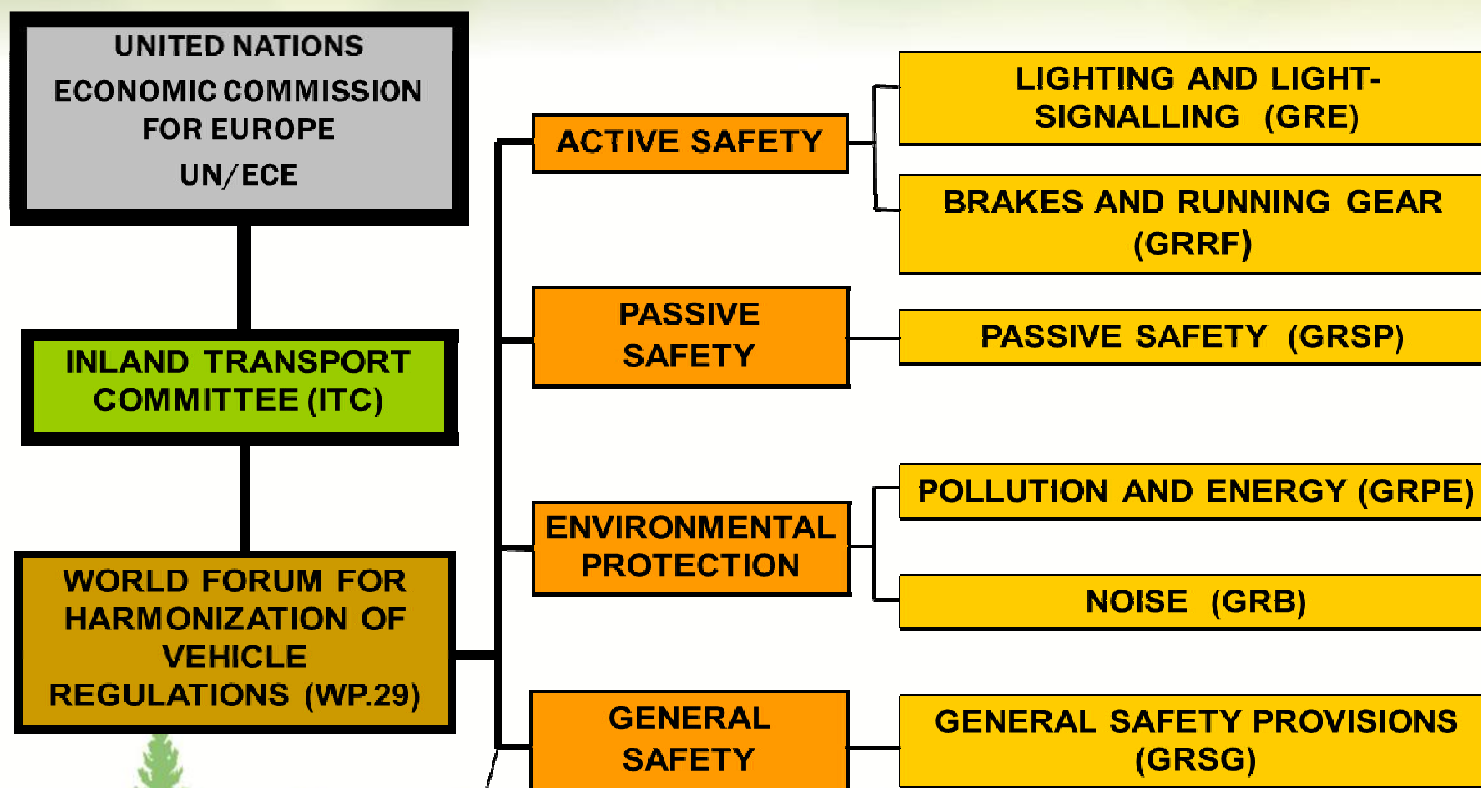 UNITED NATIONS
ECONOMIC COMMISSION
FOR EUROPE
UN/ECE
INLAND TRANSPORT
COMMITTEE (ITC)
WORLD FORUM FOR
HARMONIZATION OF
VEHICLE
REGULATIONS (WP.29)
ACTIVE SAFETY
LIGHTING AND LIGHT-
SIGNALLING (GRE)
BRAKES AND RUNNING GEAR
(GRRF)
PASSIVE
SAFETY
PASSIVE SAFETY (GRSP)
ENVIRONMENTAL
PROTECTION
POLLUTION AND ENERGY (GRPE)
NOISE (GRB)
GENERAL
SAFETY
GENERAL SAFETY PROVISIONS
(GRSG)